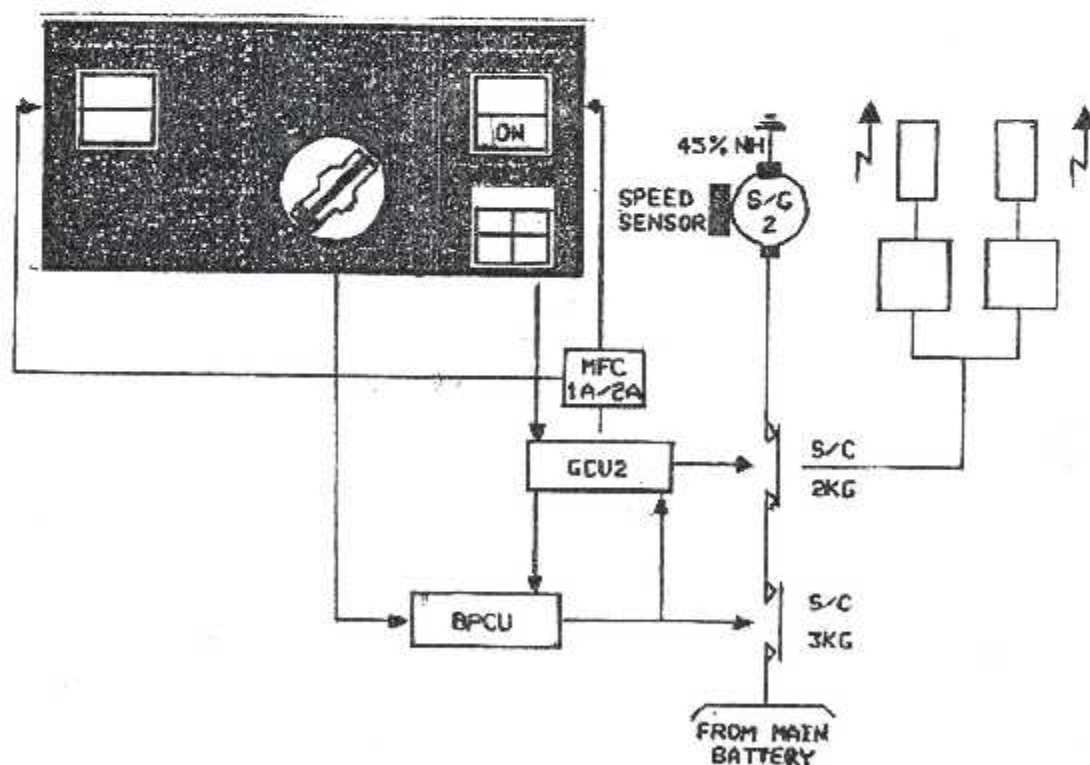 ON
45% NH
SPEED
SENSOR
S/G
2
MFC
1A/2A
GCU2
S/C
2KG
BPCU
S/C
3KG
FROM MAIN
BATTERY